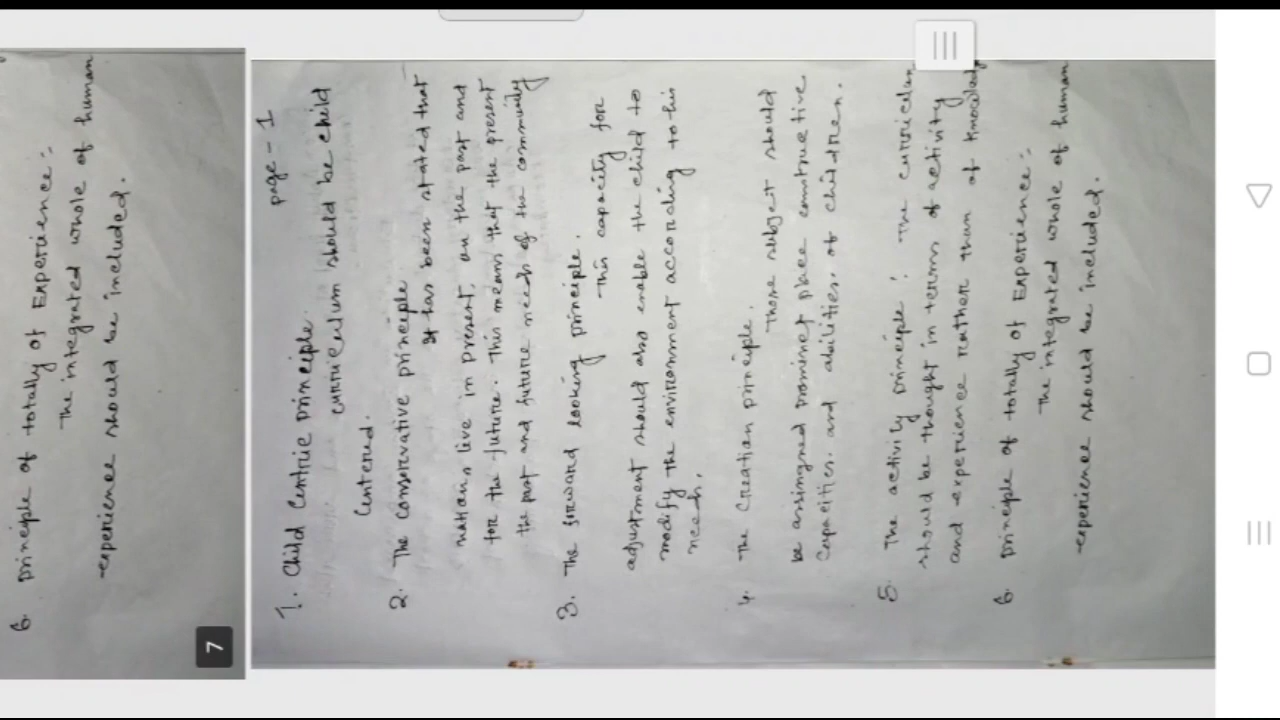 6. principle of totally of Experience:
The integrated whole of human
experience should be included.
7
page - 1
1. Child Centric principle.
curriculum should be child
Centered.
2. The conservative principle
It has been stated that
nations live in present, on the past and
for the future. This means that the present
the past and future needs of the community
3. The forward looking principle.
This capacity for
adjustment should also enable the child to
modify the environment according to his
needs.
4. The Creation principle.
Those subject should
be assingned prominet place constructive
Capacities. and abilities. of children.
5. The activity principle : The curriculam
should be thought in terms of activity
and experience rather than of Knowledge
6. principle of totally of Experience:
The integrated whole of human
experience should be included.